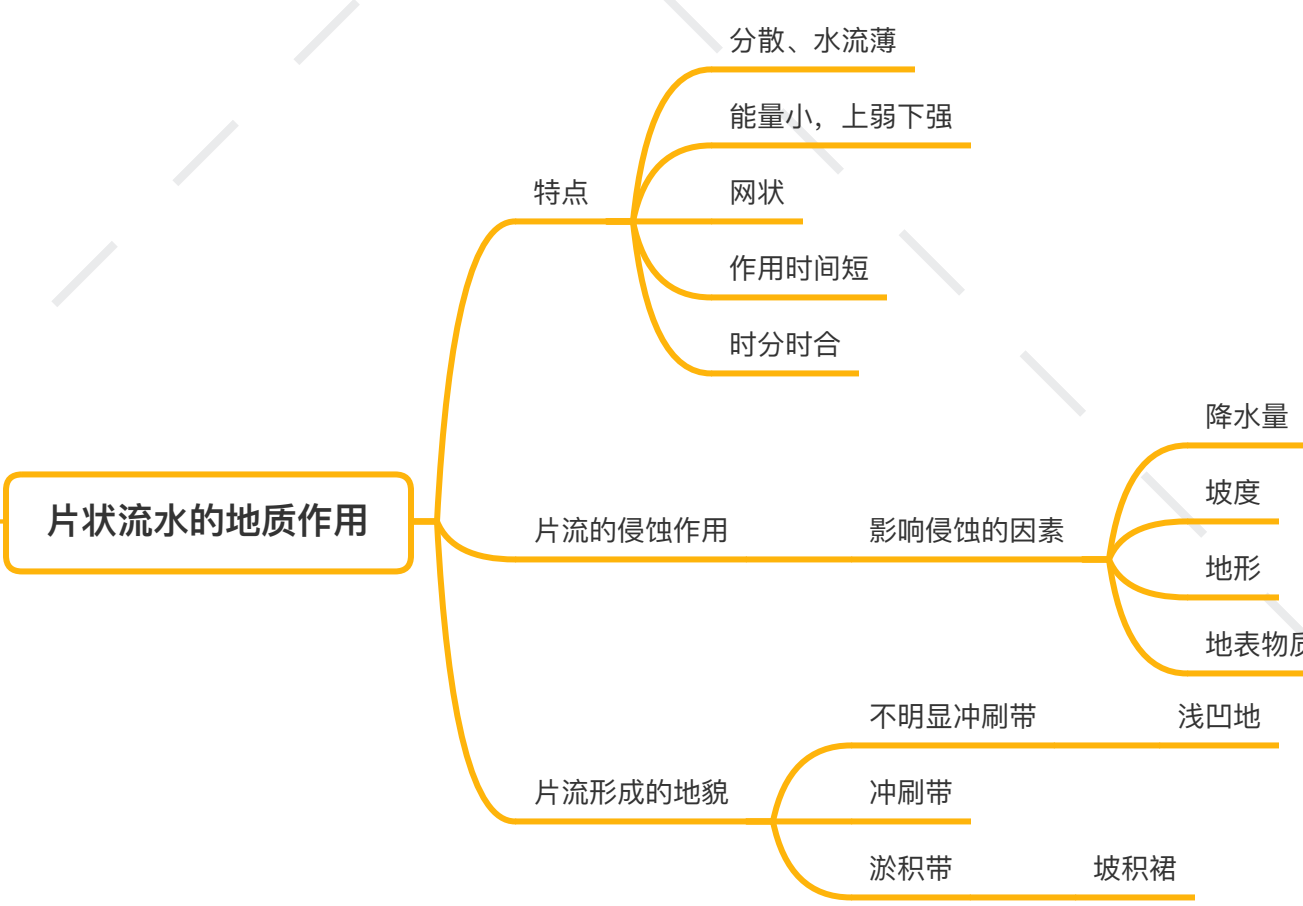 片状流水的地质作用
特点
分散、水流薄
能量小，上弱下强
网状
作用时间短
时分时合
片流的侵蚀作用
影响侵蚀的因素
降水量
坡度
地形
地表物质
片流形成的地貌
不明显冲刷带
浅凹地
冲刷带
淤积带
坡积裙